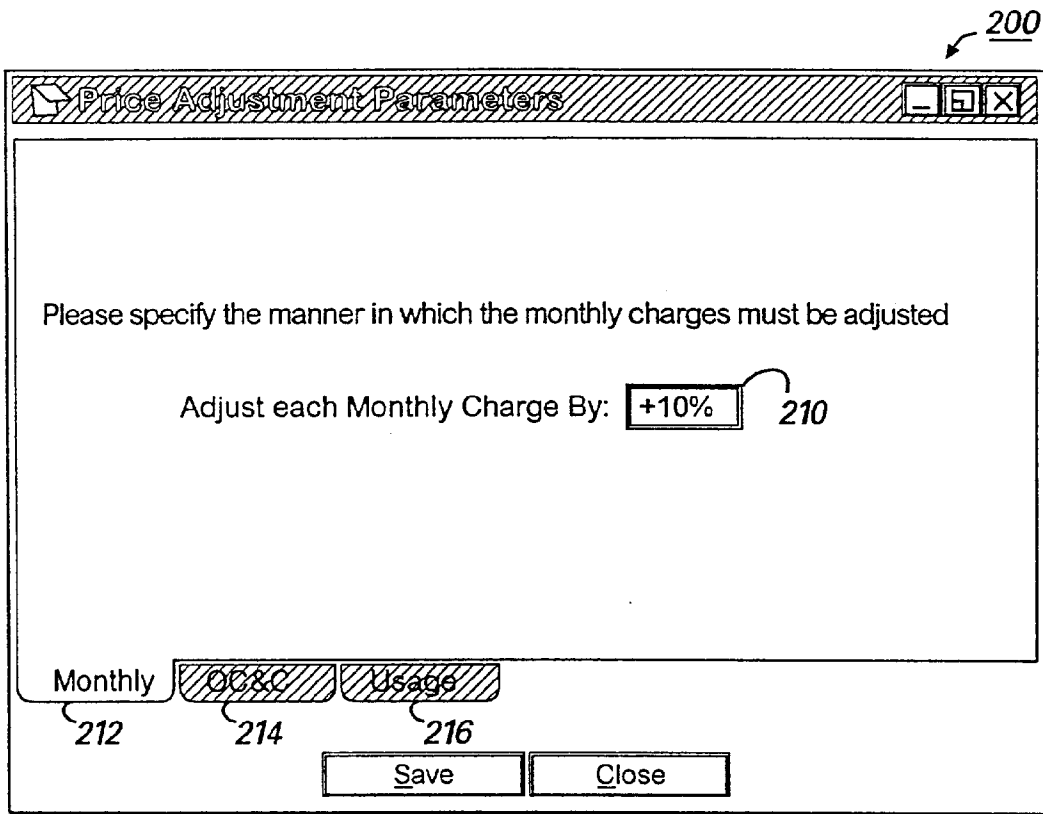 200
Price Adjustment Parameters
Please specify the manner in which the monthly charges must be adjusted
Adjust each Monthly Charge By: +10% 210
Monthly OC&C Usage
212 214 216
Save Close